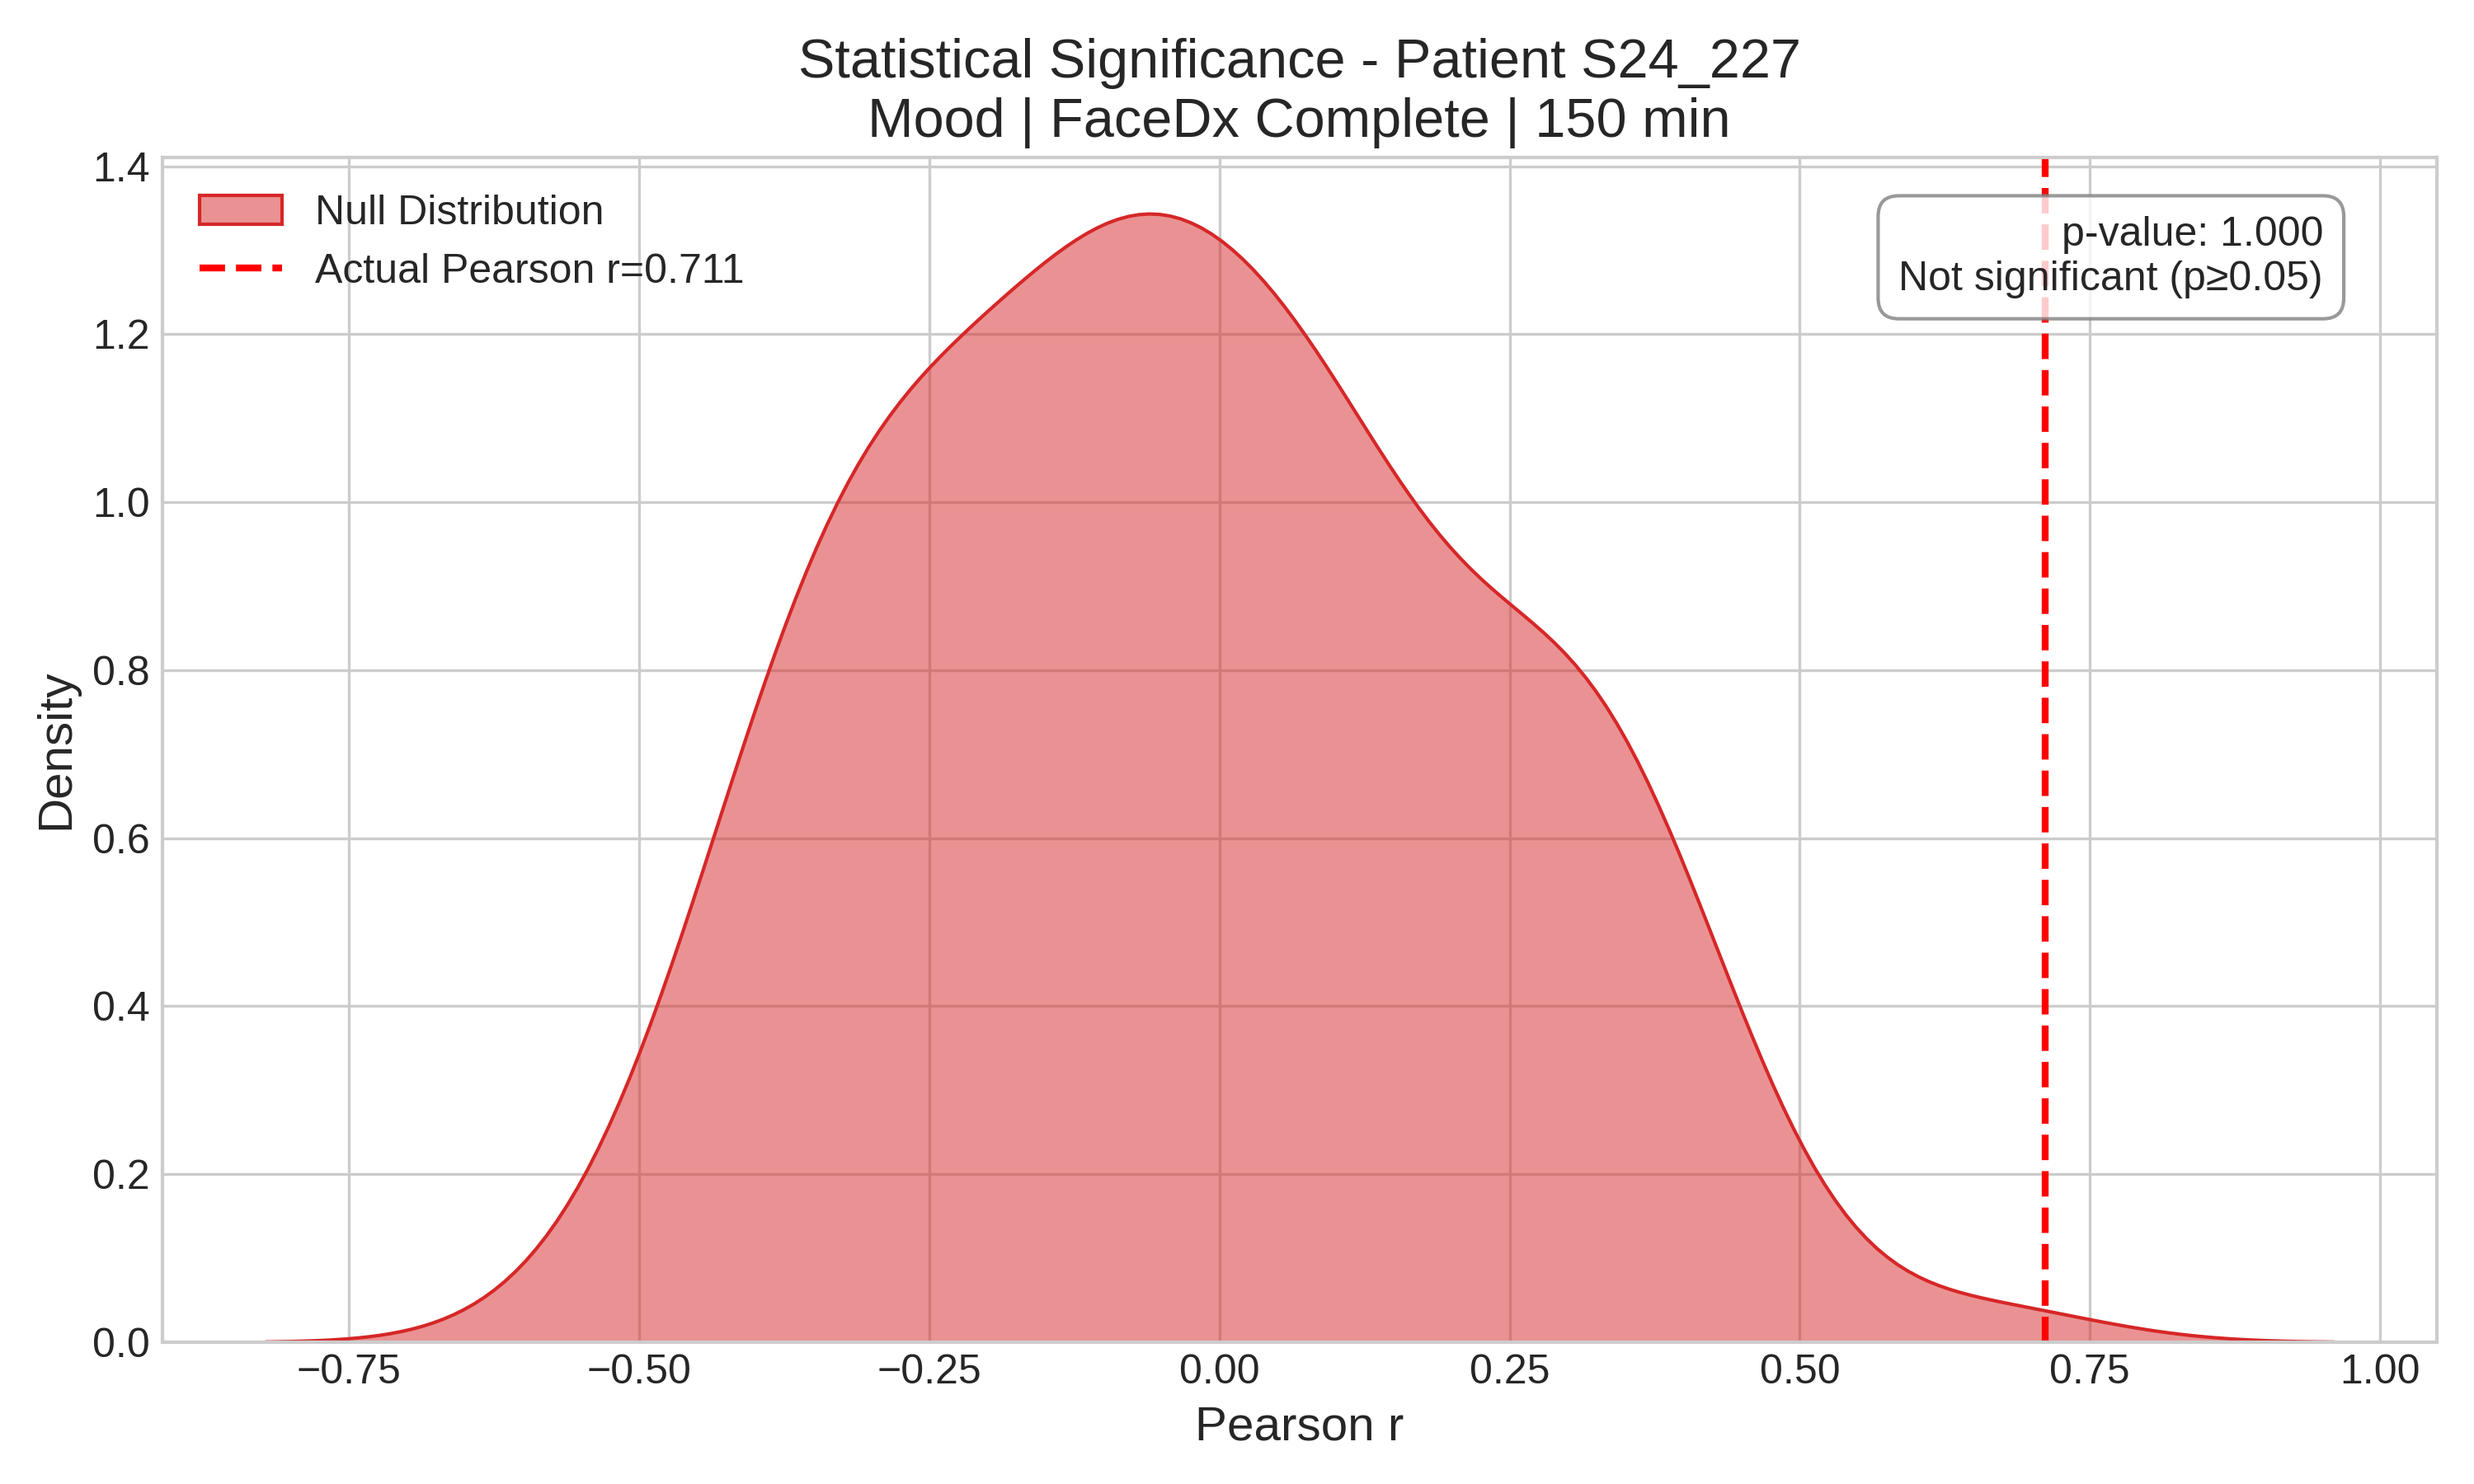 Statistical Significance - Patient S24_227
Mood | FaceDx Complete | 150 min
Null Distribution
Actual Pearson r=0.711
p-value: 1.000
Not significant (p≥0.05)
Density
1.4
1.2
1.0
0.8
0.6
0.4
0.2
0.0
−0.75 −0.50 −0.25 0.00 0.25 0.50 0.75 1.00
Pearson r